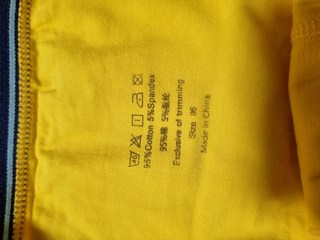 95%Cotton 5%Spandex
95%棉 5%氨纶
Exclusive of trimming
Size 95
Made in China